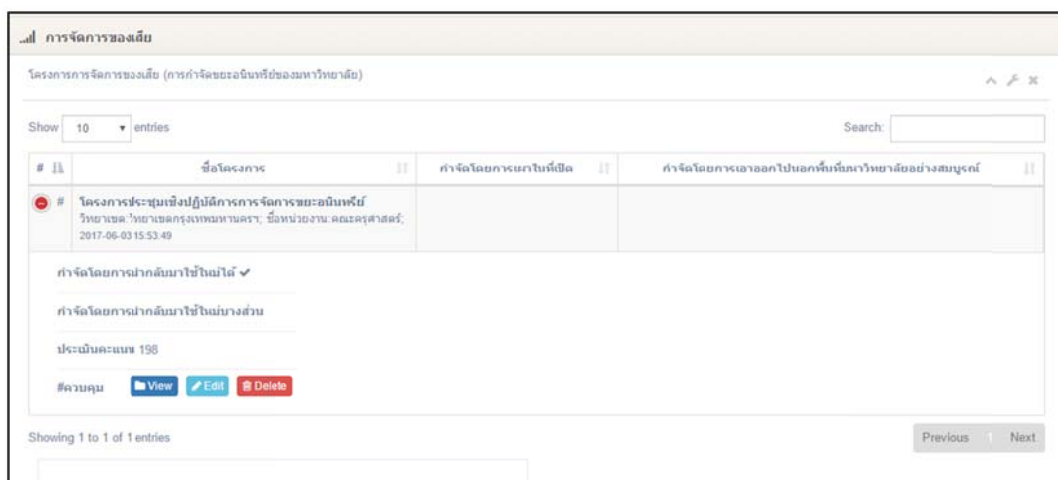 การจัดการของเสีย
โครงการการจัดการของเสีย (การกำจัดขยะอนินทรีย์ของมหาวิทยาลัย)
Show 10 entries Search:
# ชื่อโครงการ กำจัดโดยการเผาในที่เปิด กำจัดโดยการเอาออกไปนอกพื้นที่มหาวิทยาลัยอย่างสมบูรณ์
# โครงการประชุมเชิงปฏิบัติการการจัดการขยะอนินทรีย์
วิทยาเขต:วิทยาเขตกรุงเทพมหานครฯ; ชื่อหน่วยงาน:คณะครุศาสตร์;
2017-06-03 15:53:49
กำจัดโดยการนำกลับมาใช้ใหม่ได้ ✔
กำจัดโดยการนำกลับมาใช้ใหม่บางส่วน
ประเมินคะแนน 198
#ควบคุม View Edit Delete
Showing 1 to 1 of 1 entries Previous 1 Next